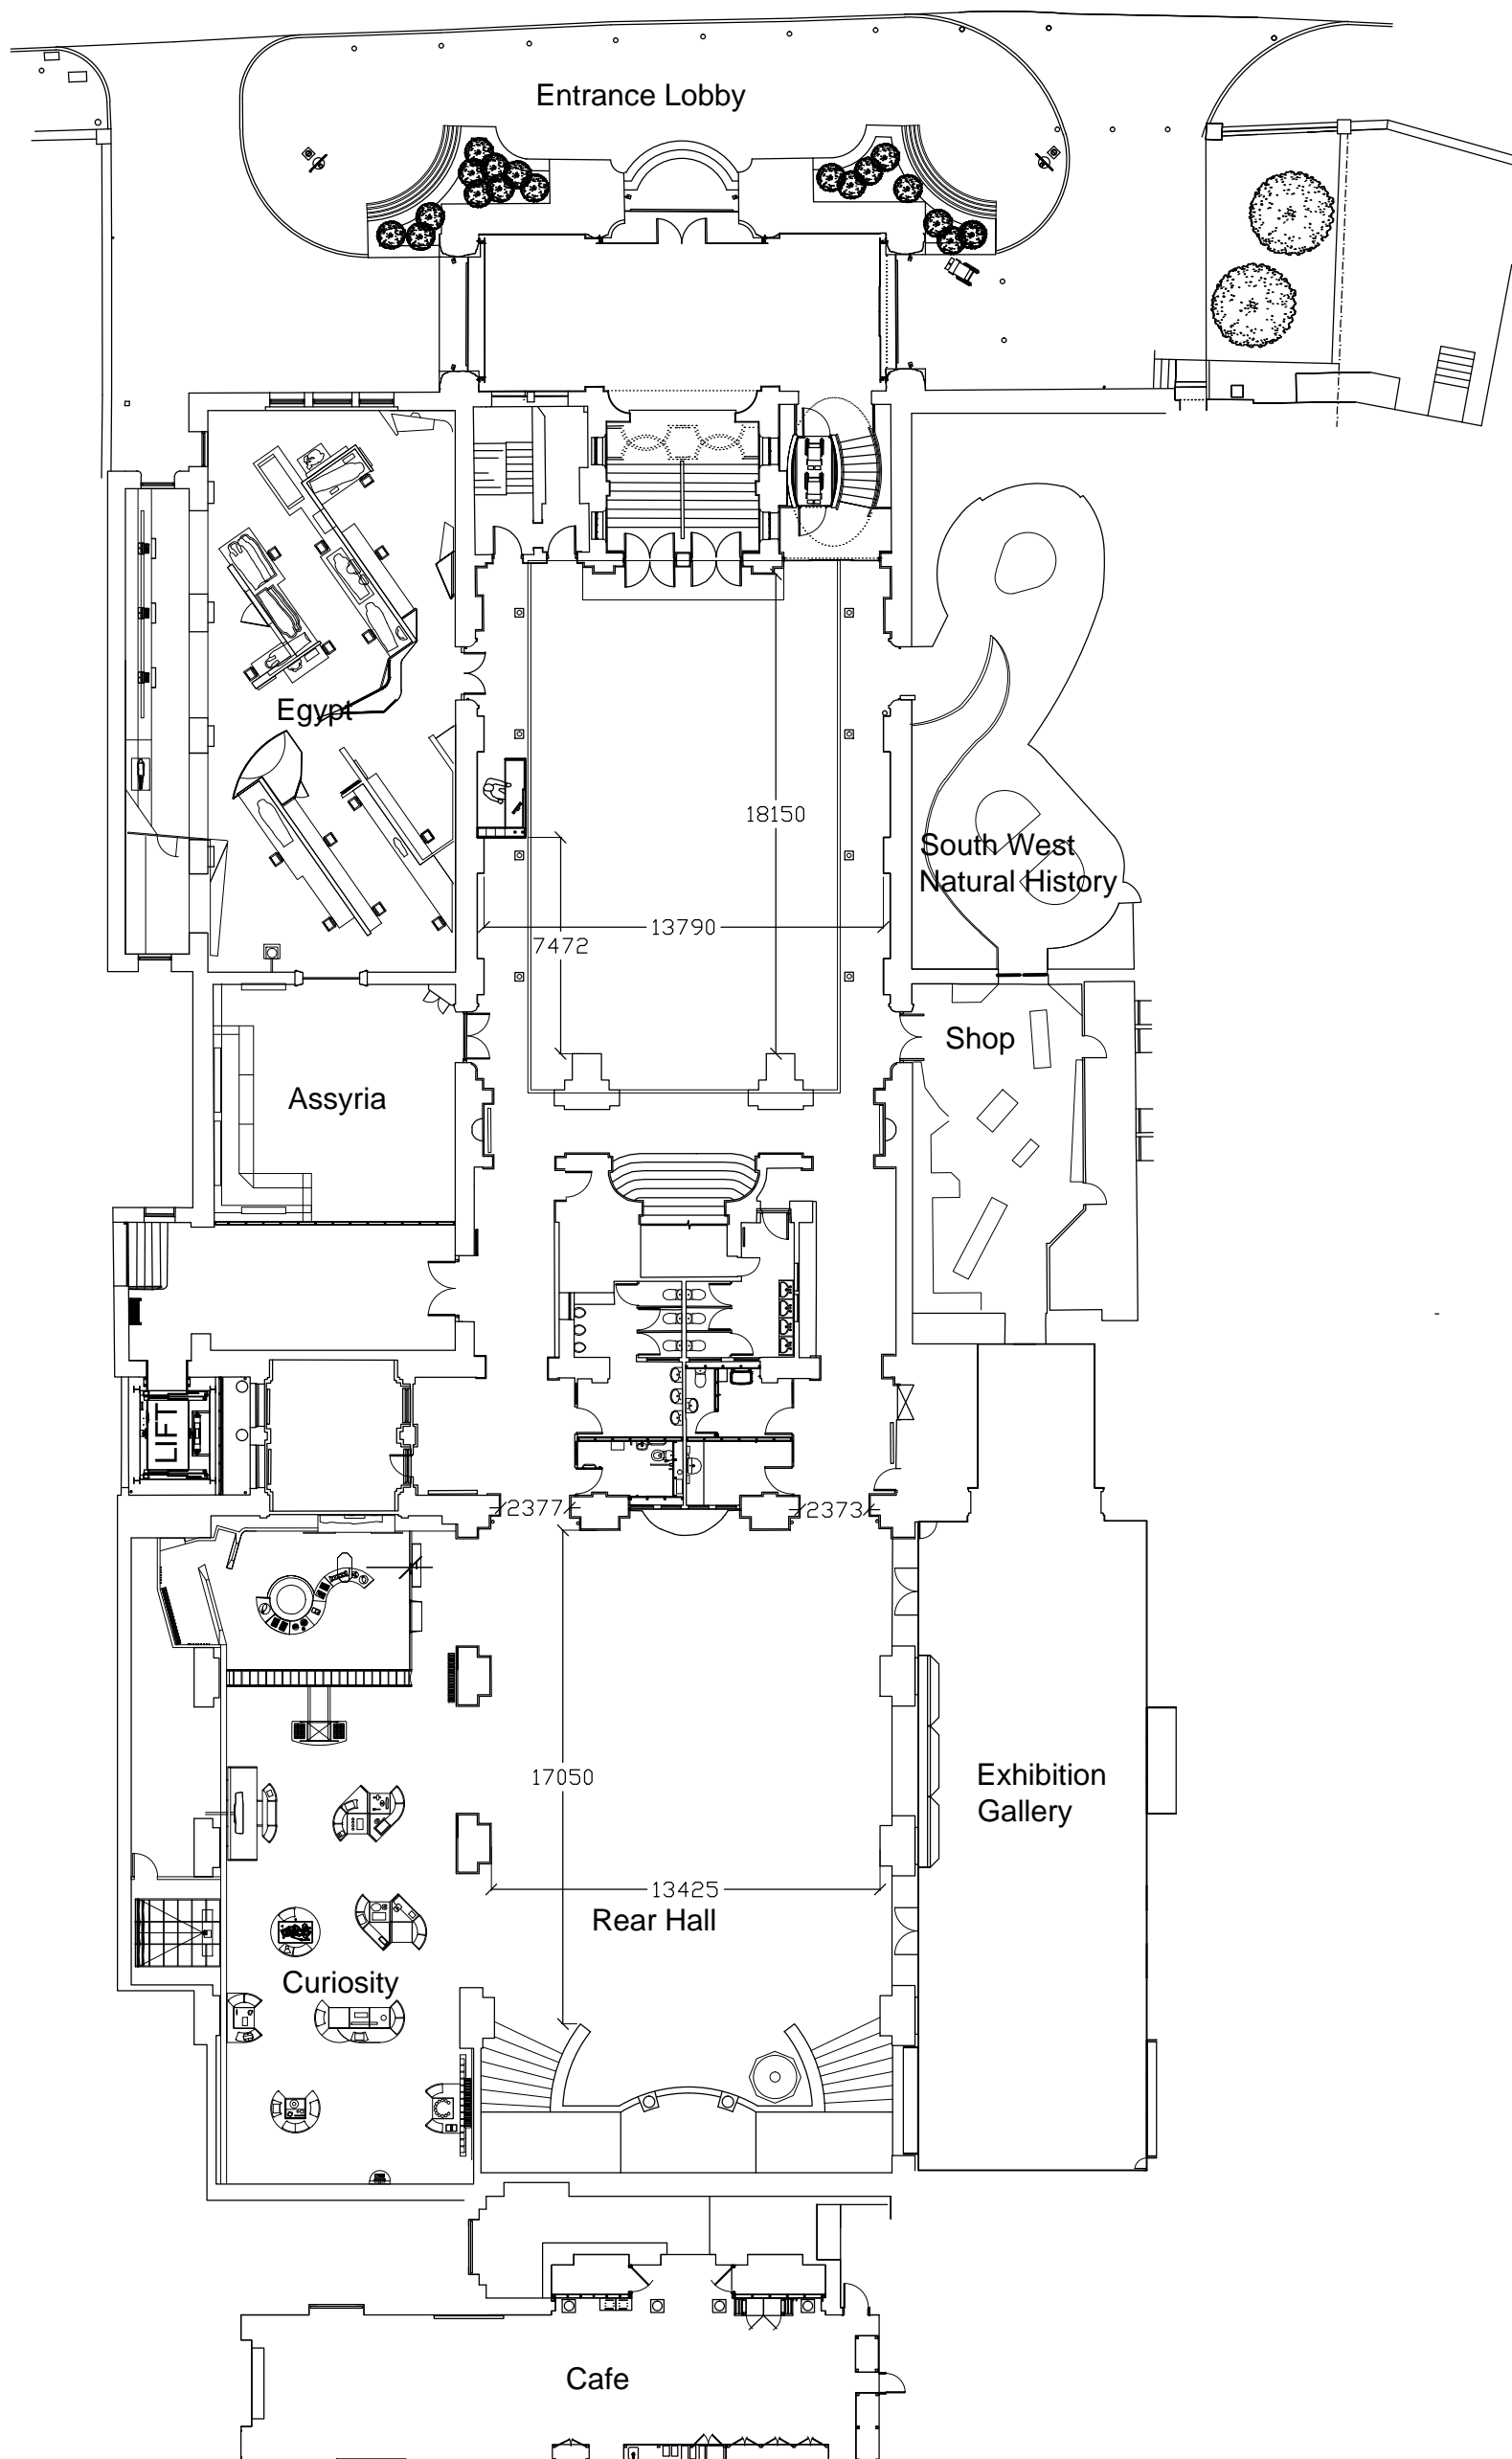 Entrance Lobby
Egypt
18150
South West
Natural History
13790
7472
Shop
Assyria
LIFT
2377
2373
17050
Exhibition
Gallery
13425
Rear Hall
Curiosity
Cafe